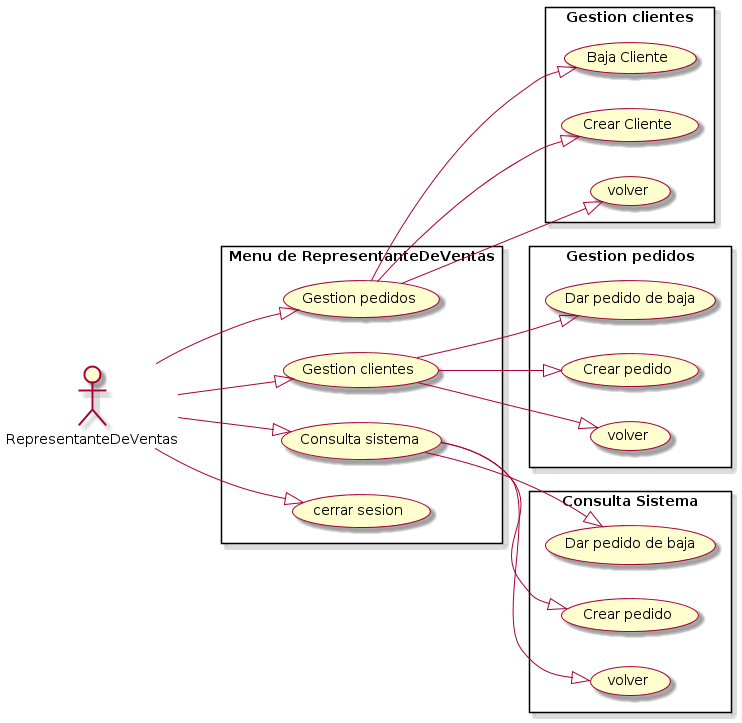 Gestion clientes
Baja Cliente
Crear Cliente
volver
Menu de RepresentanteDeVentas
Gestion pedidos
Gestion clientes
Consulta sistema
cerrar sesion
RepresentanteDeVentas
Gestion pedidos
Dar pedido de baja
Crear pedido
volver
Consulta Sistema
Dar pedido de baja
Crear pedido
volver